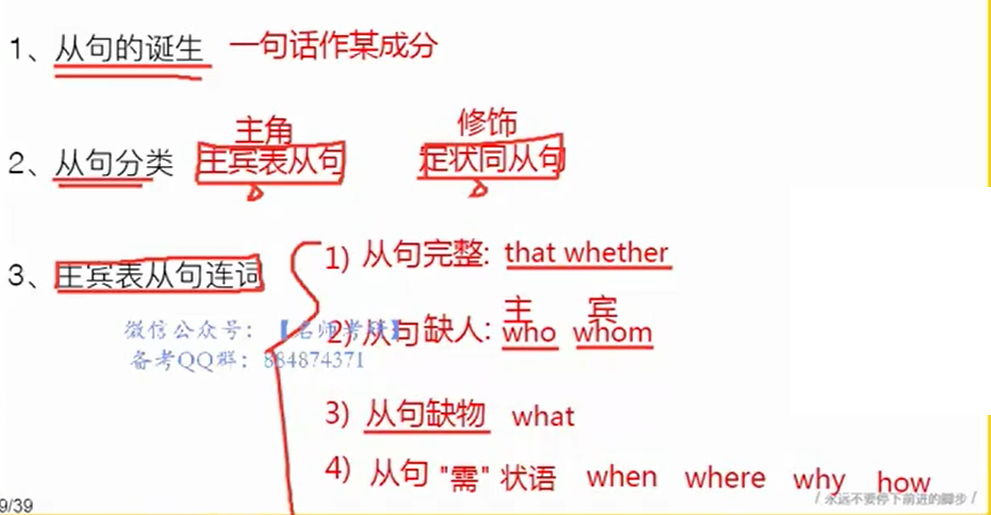 1、从句的诞生 一句话作某成分
主角 修饰
2、从句分类 主宾表从句 定状同从句
3、主宾表从句连词
1) 从句完整: that whether
主 宾
2) 从句缺人: who whom
微信公众号：【名师考研】
备考QQ群：884874371
3) 从句缺物 what
4) 从句 "需" 状语 when where why how
/ 永远不要停下前进的脚步 /
9/39